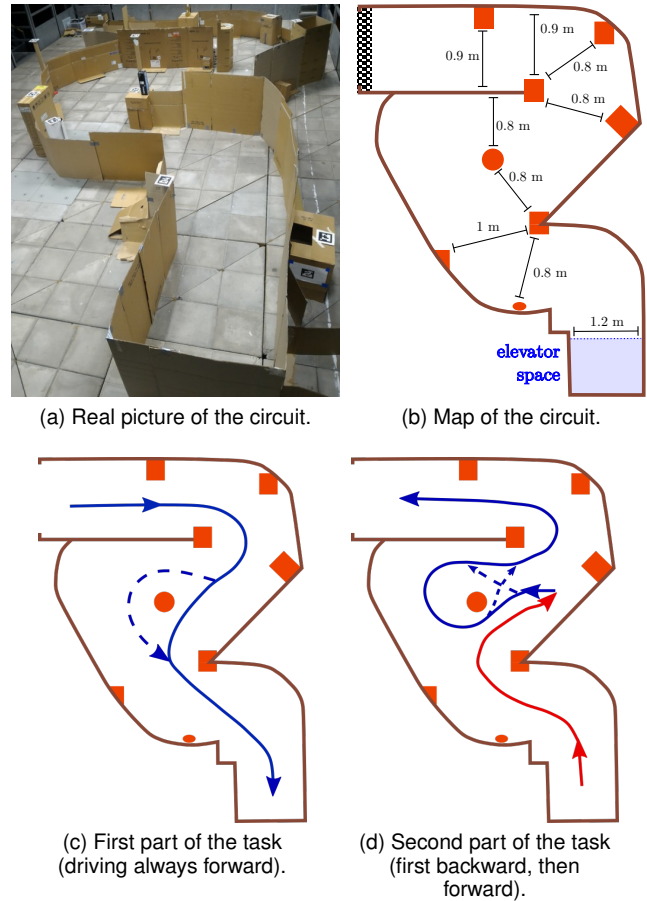 0.9 m
0.9 m
0.8 m
0.8 m
0.8 m
0.8 m
1 m
0.8 m
1.2 m
elevator
space
(a) Real picture of the circuit.
(b) Map of the circuit.
(c) First part of the task
(driving always forward).
(d) Second part of the task
(first backward, then
forward).